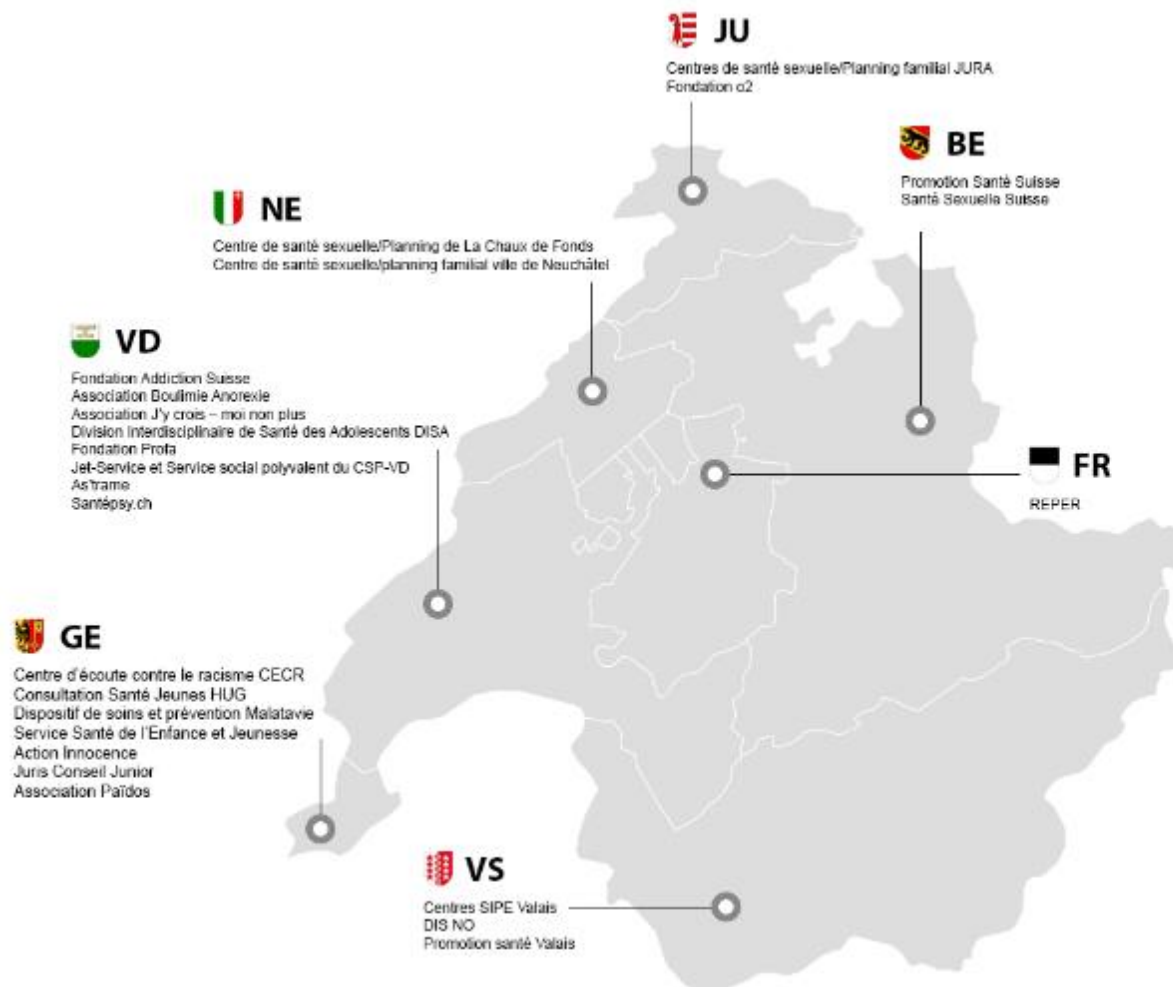 JU
Centres de santé sexuelle/Planning familial JURA
Fondation o2
BE
Promotion Santé Suisse
Santé Sexuelle Suisse
NE
Centre de santé sexuelle/Planning de La Chaux de Fonds
Centre de santé sexuelle/planning familial ville de Neuchâtel
VD
Fondation Addiction Suisse
Association Boulimie Anorexie
Association J'y crois – moi non plus
Division Interdisciplinaire de Santé des Adolescents DISA
Fondation Profa
Jet-Service et Service social polyvalent du CSP-VD
As'trame
Santépsy.ch
FR
REPER
GE
Centre d'écoute contre le racisme CECR
Consultation Santé Jeunes HUG
Dispositif de soins et prévention Malatavie
Service Santé de l'Enfance et Jeunesse
Action Innocence
Juris Conseil Junior
Association Païdos
VS
Centres SIPE Valais
DIS NO
Promotion santé Valais